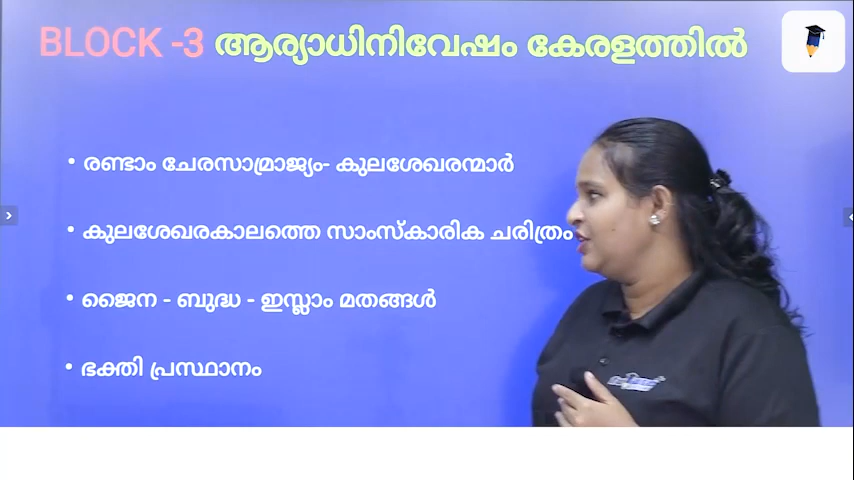 BLOCK -3 ആര്യാധിനിവേഷം കേരളത്തിൽ
• രണ്ടാം ചേരസാമ്രാജ്യം- കുലശേഖരന്മാർ
• കുലശേഖരകാലത്തെ സാംസ്കാരിക ചരിത്രം
• ജൈന - ബുദ്ധ - ഇസ്ലാം മതങ്ങൾ
• ഭക്തി പ്രസ്ഥാനം